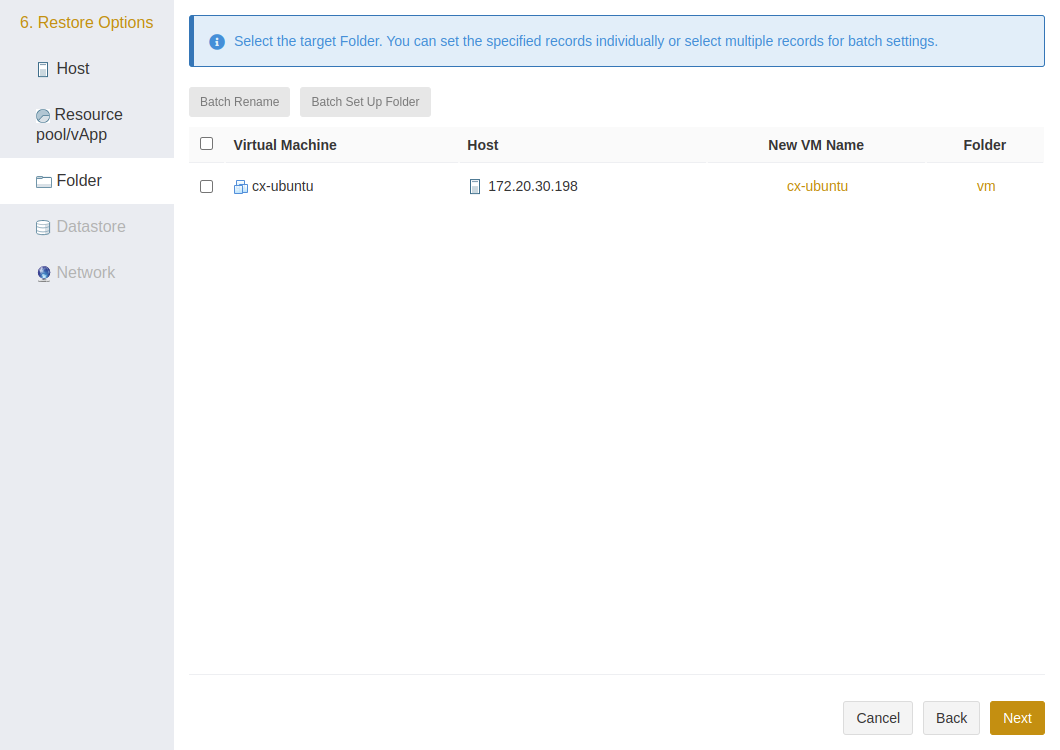 6. Restore Options
Host
Resource
pool/vApp
Folder
Datastore
Network
Select the target Folder. You can set the specified records individually or select multiple records for batch settings.
Batch Rename
Batch Set Up Folder
Virtual Machine
Host
New VM Name
Folder
cx-ubuntu
172.20.30.198
cx-ubuntu
vm
Cancel
Back
Next